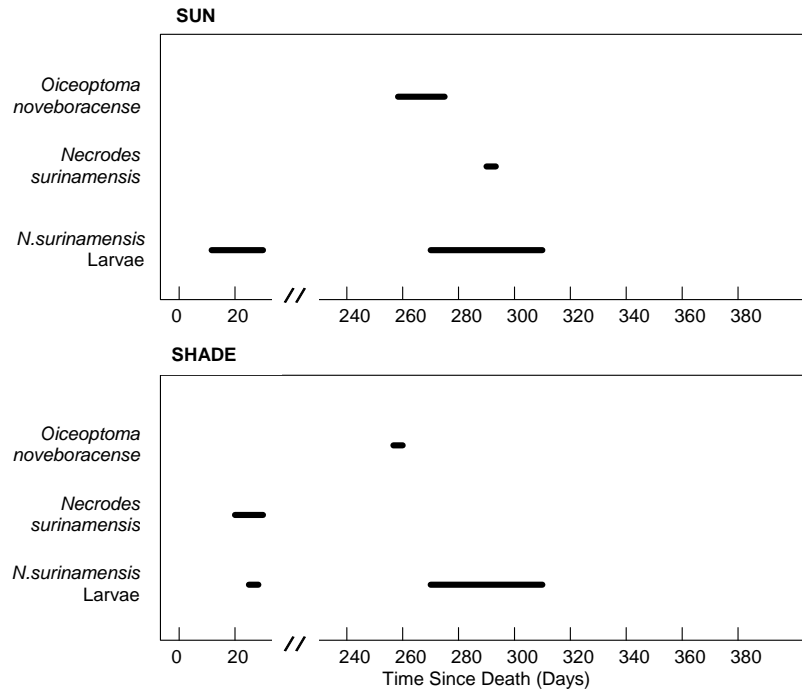 SUN
Oiceoptoma
noveboracense
Necrodes
surinamensis
N.surinamensis
Larvae
0 20 // 240 260 280 300 320 340 360 380
SHADE
Oiceoptoma
noveboracense
Necrodes
surinamensis
N.surinamensis
Larvae
0 20 // 240 260 280 300 320 340 360 380
Time Since Death (Days)